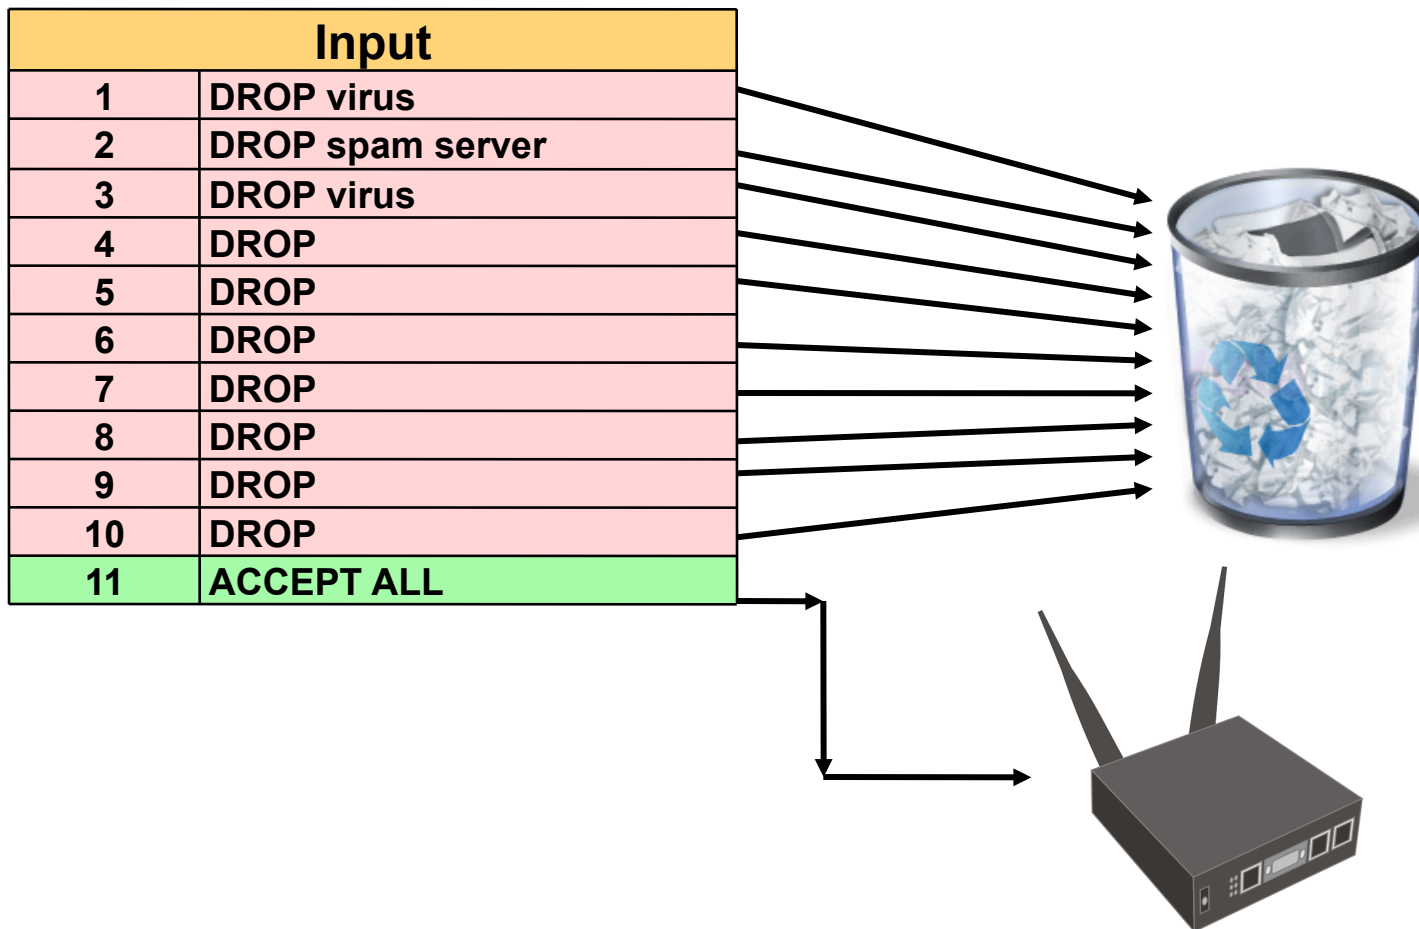 Input
1 DROP virus
2 DROP spam server
3 DROP virus
4 DROP
5 DROP
6 DROP
7 DROP
8 DROP
9 DROP
10 DROP
11 ACCEPT ALL